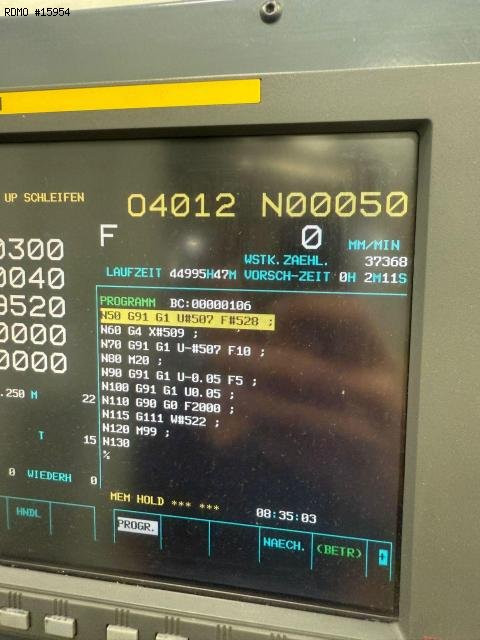 RDMO #15954
UP SCHLEIFEN
O4012 N00050
F 0 MM/MIN
0300
0040
9520
0000
0000
WSTK.ZAEHL. 37368
LAUFZEIT 44995H47M VORSCH-ZEIT 0H 2M11S
PROGRAMM BC:00000106
N50 G91 G1 U#507 F#528 ;
N60 G4 X#509 ;
N70 G91 G1 U-#507 F10 ;
N80 M20 ;
N90 G91 G1 U-0.05 F5 ;
N100 G91 G1 U0.05 ;
N110 G90 G0 F2000 ;
N115 G111 W#522 ;
N120 M99 ;
N130
%
.250 M 22
T 15
0 WIEDERH 0
MEM HOLD *** ***
08:35:03
HNDL
PROGR.
NAECH.
(BETR)
+